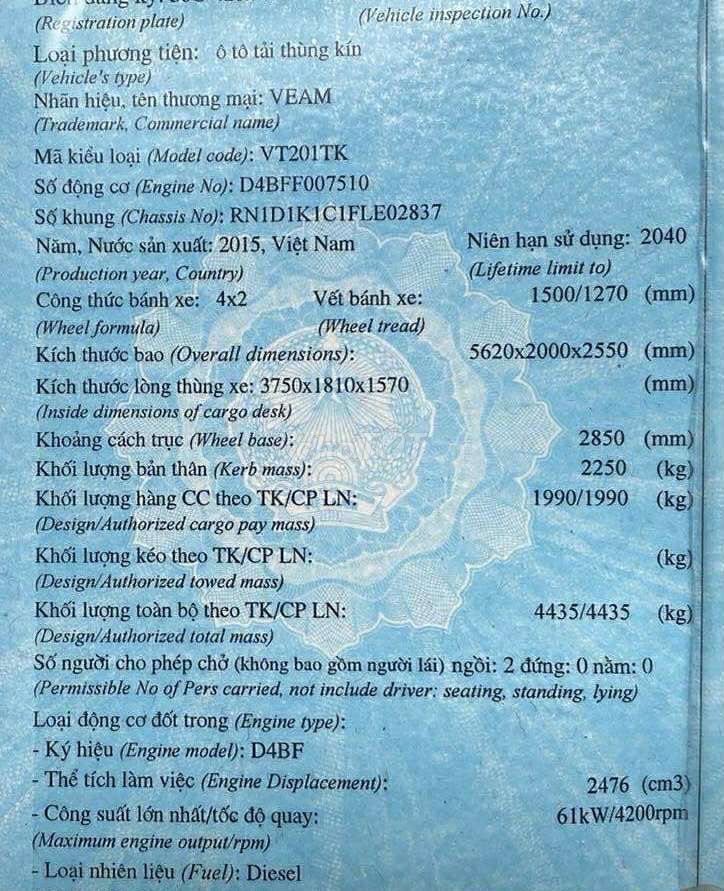 (Registration plate) (Vehicle inspection No.)
Loại phương tiện: ô tô tải thùng kín
(Vehicle's type)
Nhãn hiệu, tên thương mại: VEAM
(Trademark, Commercial name)
Mã kiểu loại (Model code): VT201TK
Số động cơ (Engine No): D4BFF007510
Số khung (Chassis No): RN1D1K1C1FLE02837
Năm, Nước sản xuất: 2015, Việt Nam Niên hạn sử dụng: 2040
(Production year, Country) (Lifetime limit to)
Công thức bánh xe: 4x2 Vết bánh xe: 1500/1270 (mm)
(Wheel formula) (Wheel tread)
Kích thước bao (Overall dimensions): 5620x2000x2550 (mm)
Kích thước lòng thùng xe: 3750x1810x1570 (mm)
(Inside dimensions of cargo desk)
Khoảng cách trục (Wheel base): 2850 (mm)
Khối lượng bản thân (Kerb mass): 2250 (kg)
Khối lượng hàng CC theo TK/CP LN: 1990/1990 (kg)
(Design/Authorized cargo pay mass)
Khối lượng kéo theo TK/CP LN: (kg)
(Design/Authorized towed mass)
Khối lượng toàn bộ theo TK/CP LN: 4435/4435 (kg)
(Design/Authorized total mass)
Số người cho phép chở (không bao gồm người lái) ngồi: 2 đứng: 0 nằm: 0
(Permissible No of Pers carried, not include driver: seating, standing, lying)
Loại động cơ đốt trong (Engine type):
- Ký hiệu (Engine model): D4BF
- Thể tích làm việc (Engine Displacement): 2476 (cm3)
- Công suất lớn nhất/tốc độ quay: 61kW/4200rpm
(Maximum engine output/rpm)
- Loại nhiên liệu (Fuel): Diesel